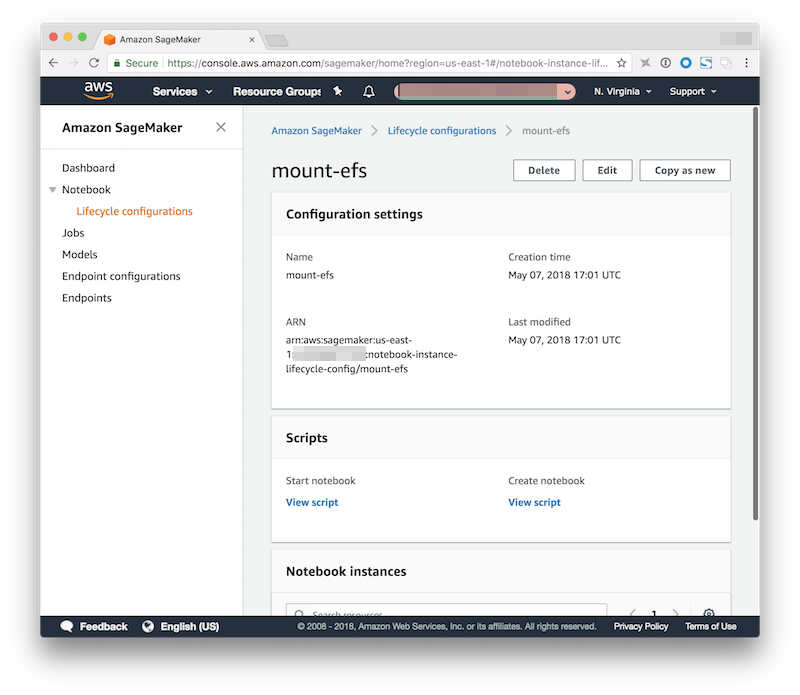 Amazon SageMaker
Secure https://console.aws.amazon.com/sagemaker/home?region=us-east-1#/notebook-instance-lif...
aws Services Resource Groups N. Virginia Support
Amazon SageMaker
Dashboard
Notebook
Lifecycle configurations
Jobs
Models
Endpoint configurations
Endpoints
Amazon SageMaker Lifecycle configurations mount-efs
mount-efs Delete Edit Copy as new
Configuration settings
Name Creation time
mount-efs May 07, 2018 17:01 UTC
ARN Last modified
arn:aws:sagemaker:us-east- May 07, 2018 17:01 UTC
1: :notebook-instance-
lifecycle-config/mount-efs
Scripts
Start notebook Create notebook
View script View script
Notebook instances
Search resources 1
Feedback English (US) © 2008 - 2018, Amazon Web Services, Inc. or its affiliates. All rights reserved. Privacy Policy Terms of Use